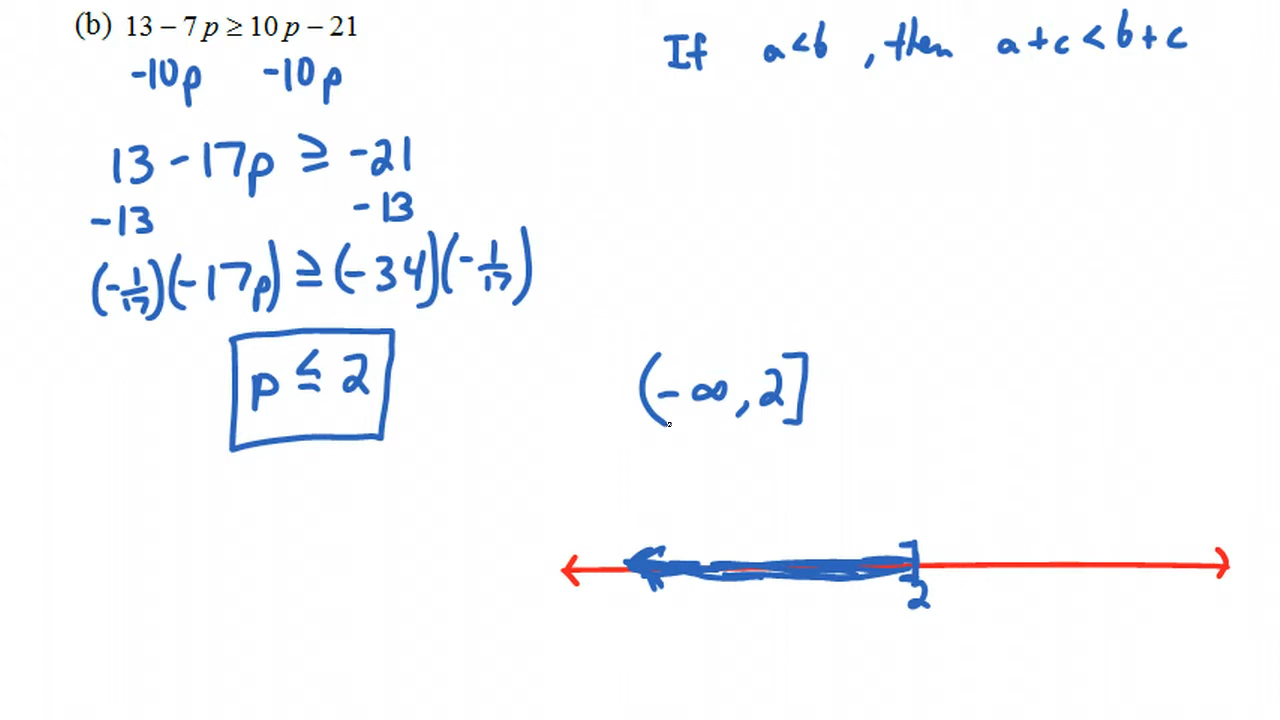 (b) 13 − 7p ≥ 10p − 21
If a<b, then a+c<b+c
-10p -10p
13 - 17p ≥ -21
-13 -13
(-1/17)(-17p) ≥ (-34)(-1/17)
p ≤ 2
(-∞, 2]
]
2